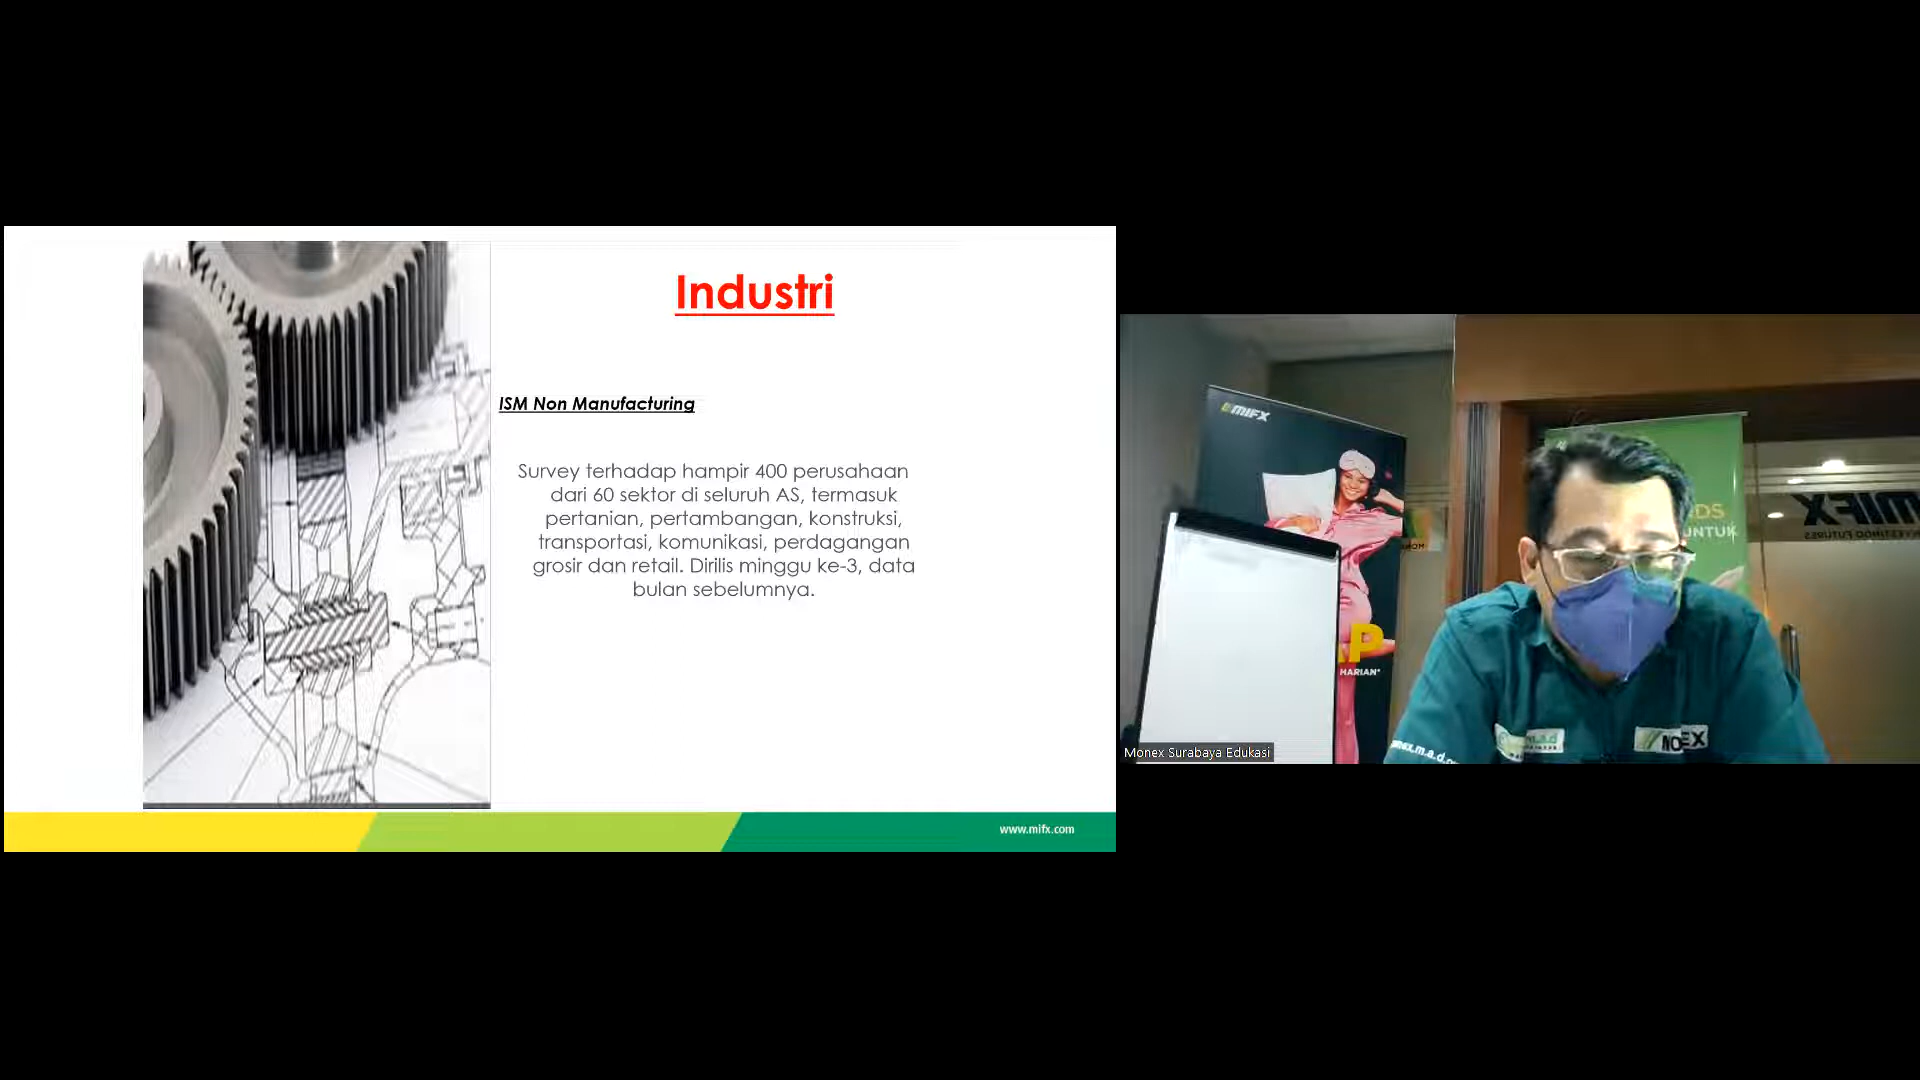 Industri
ISM Non Manufacturing
Survey terhadap hampir 400 perusahaan
dari 60 sektor di seluruh AS, termasuk
pertanian, pertambangan, konstruksi,
transportasi, komunikasi, perdagangan
grosir dan retail. Dirilis minggu ke-3, data
bulan sebelumnya.
www.mifx.com
MIFX
HARIAN*
UNTUK
MIFX
Monex Surabaya Edukasi